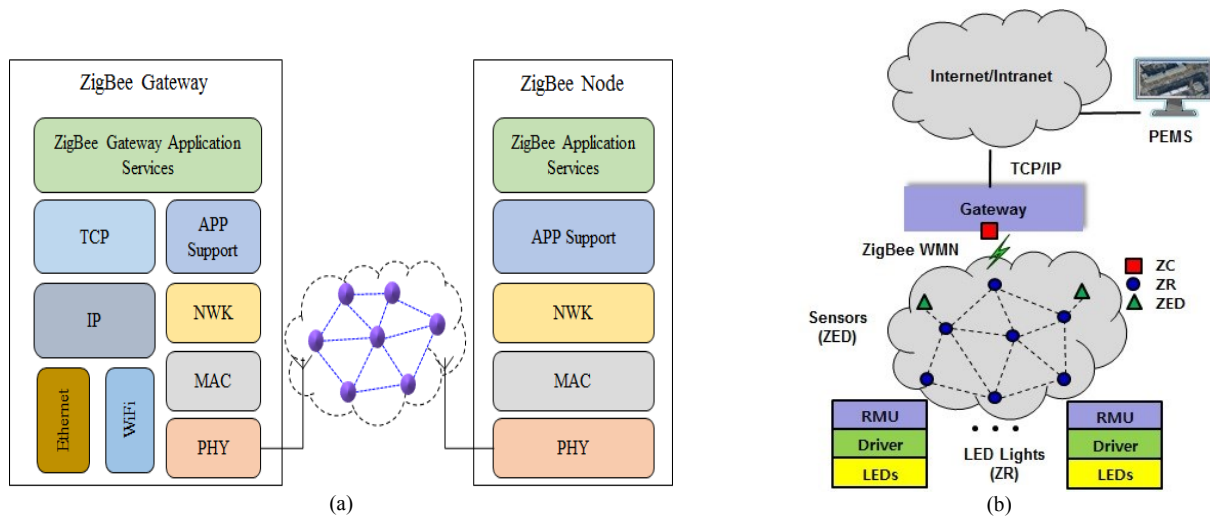 ZigBee Gateway
ZigBee Gateway Application
Services
TCP
APP
Support
IP
NWK
Ethernet
WiFi
MAC
PHY
ZigBee Node
ZigBee Application
Services
APP Support
NWK
MAC
PHY
(a)
Internet/Intranet
PEMS
TCP/IP
Gateway
ZigBee WMN
ZC
ZR
ZED
Sensors
(ZED)
RMU
Driver
LEDs
LED Lights
(ZR)
RMU
Driver
LEDs
(b)